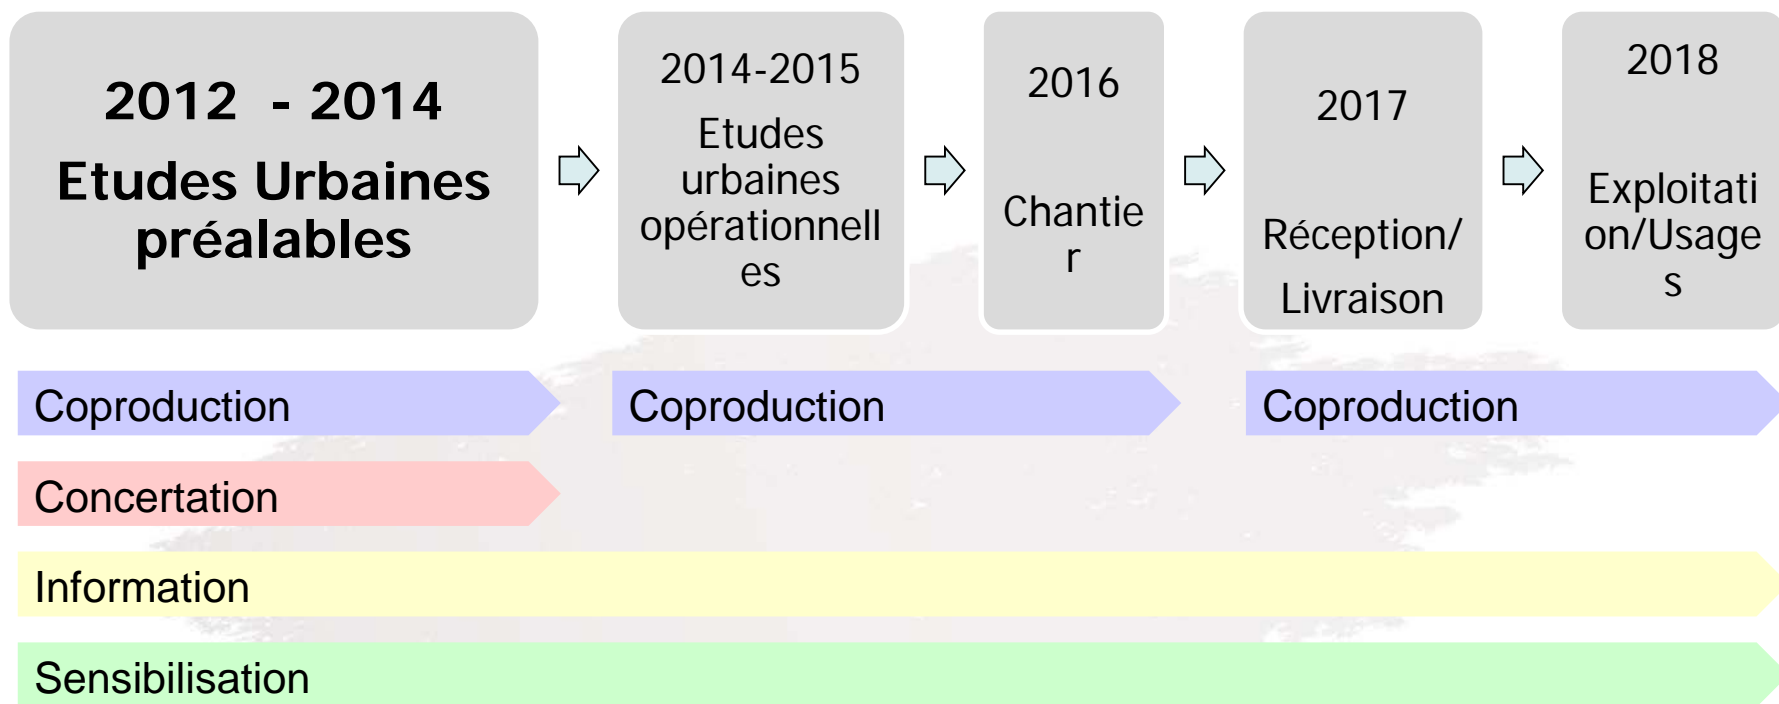 2012 - 2014
Etudes Urbaines
préalables
2014-2015
Etudes
urbaines
opérationnell
es
2016
Chantie
r
2017
Réception/
Livraison
2018
Exploitati
on/Usage
s
Coproduction
Coproduction
Coproduction
Concertation
Information
Sensibilisation